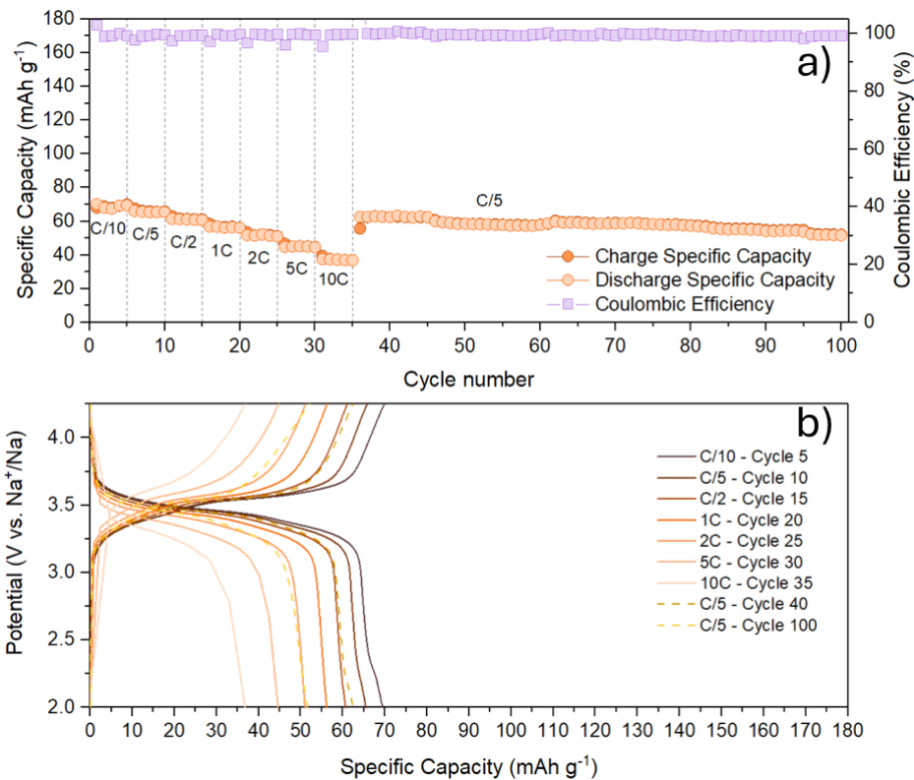 a)
180
160
140
120
100
80
60
40
20
0
Specific Capacity (mAh g⁻¹)
100
80
60
40
20
0
Coulombic Efficiency (%)
C/10
C/5
C/2
1C
2C
5C
10C
C/5
Charge Specific Capacity
Discharge Specific Capacity
Coulombic Efficiency
0 10 20 30 40 50 60 70 80 90 100
Cycle number
b)
4.0
3.5
3.0
2.5
2.0
Potential (V vs. Na⁺/Na)
C/10 - Cycle 5
C/5 - Cycle 10
C/2 - Cycle 15
1C - Cycle 20
2C - Cycle 25
5C - Cycle 30
10C - Cycle 35
C/5 - Cycle 40
C/5 - Cycle 100
0 10 20 30 40 50 60 70 80 90 100 110 120 130 140 150 160 170 180
Specific Capacity (mAh g⁻¹)